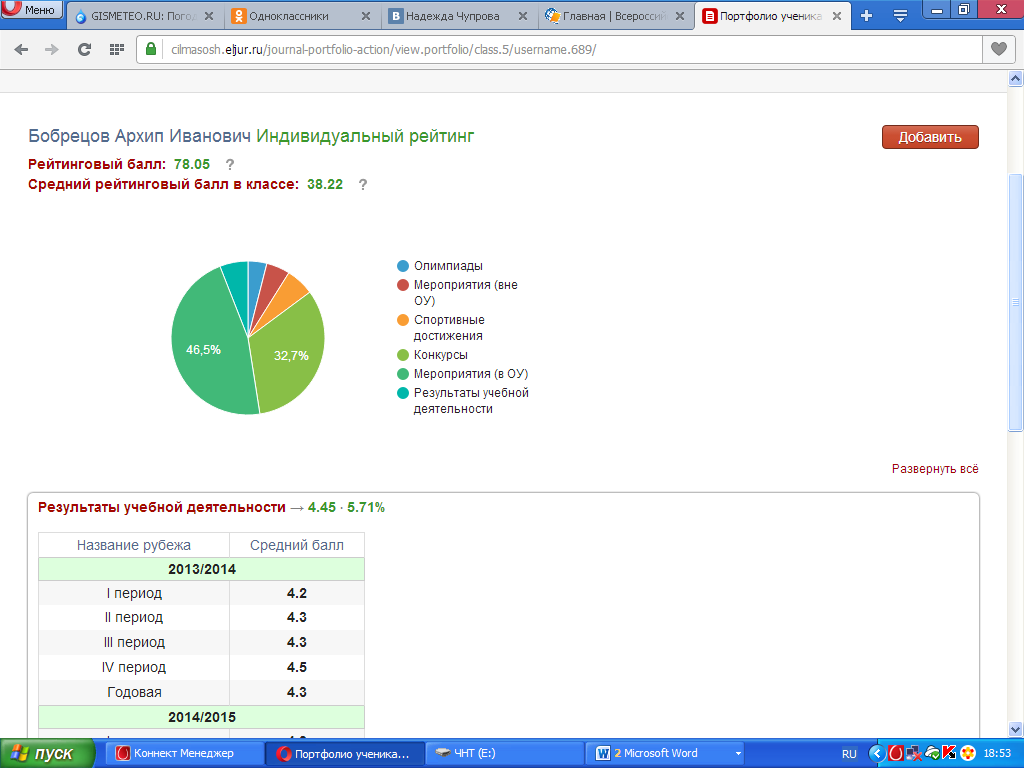 Меню
GISMETEO.RU: Пого
Одноклассники
Надежда Чупрова
Главная | Всероссий
Портфолио ученика
cilmasosh.eljur.ru/journal-portfolio-action/view.portfolio/class.5/username.689/
Бобрецов Архип Иванович Индивидуальный рейтинг
Добавить
Рейтинговый балл: 78.05 ?
Средний рейтинговый балл в классе: 38.22 ?
46,5%
32,7%
Олимпиады
Мероприятия (вне
ОУ)
Спортивные
достижения
Конкурсы
Мероприятия (в ОУ)
Результаты учебной
деятельности
Развернуть всё
Результаты учебной деятельности → 4.45 · 5.71%
Название рубежа Средний балл
2013/2014
I период 4.2
II период 4.3
III период 4.3
IV период 4.5
Годовая 4.3
2014/2015
пуск
Коннект Менеджер
Портфолио ученика...
ЧНТ (E:)
2 Microsoft Word
RU
18:53